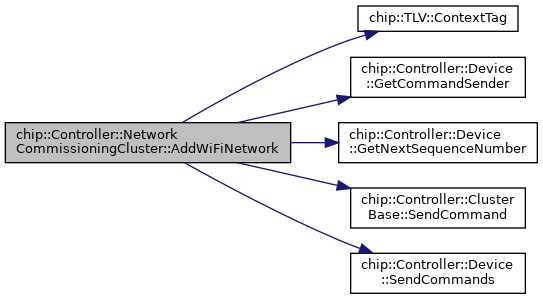 chip::Controller::Network
CommissioningCluster::AddWiFiNetwork
chip::TLV::ContextTag
chip::Controller::Device
::GetCommandSender
chip::Controller::Device
::GetNextSequenceNumber
chip::Controller::Cluster
Base::SendCommand
chip::Controller::Device
::SendCommands